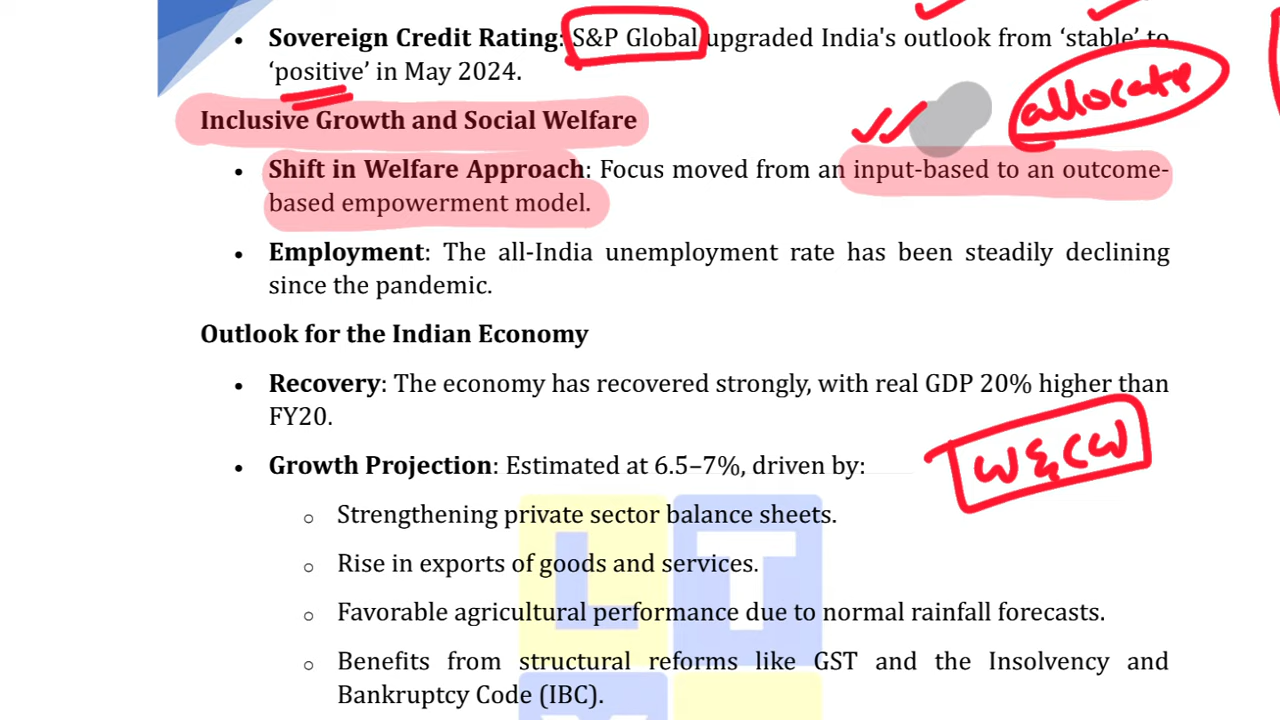 • Sovereign Credit Rating: S&P Global upgraded India's outlook from ‘stable’ to
‘positive’ in May 2024.
allocate
Inclusive Growth and Social Welfare
• Shift in Welfare Approach: Focus moved from an input-based to an outcome-
based empowerment model.
• Employment: The all-India unemployment rate has been steadily declining
since the pandemic.
Outlook for the Indian Economy
• Recovery: The economy has recovered strongly, with real GDP 20% higher than
FY20.
W&CW
• Growth Projection: Estimated at 6.5–7%, driven by:
o Strengthening private sector balance sheets.
o Rise in exports of goods and services.
o Favorable agricultural performance due to normal rainfall forecasts.
o Benefits from structural reforms like GST and the Insolvency and
Bankruptcy Code (IBC).
L T